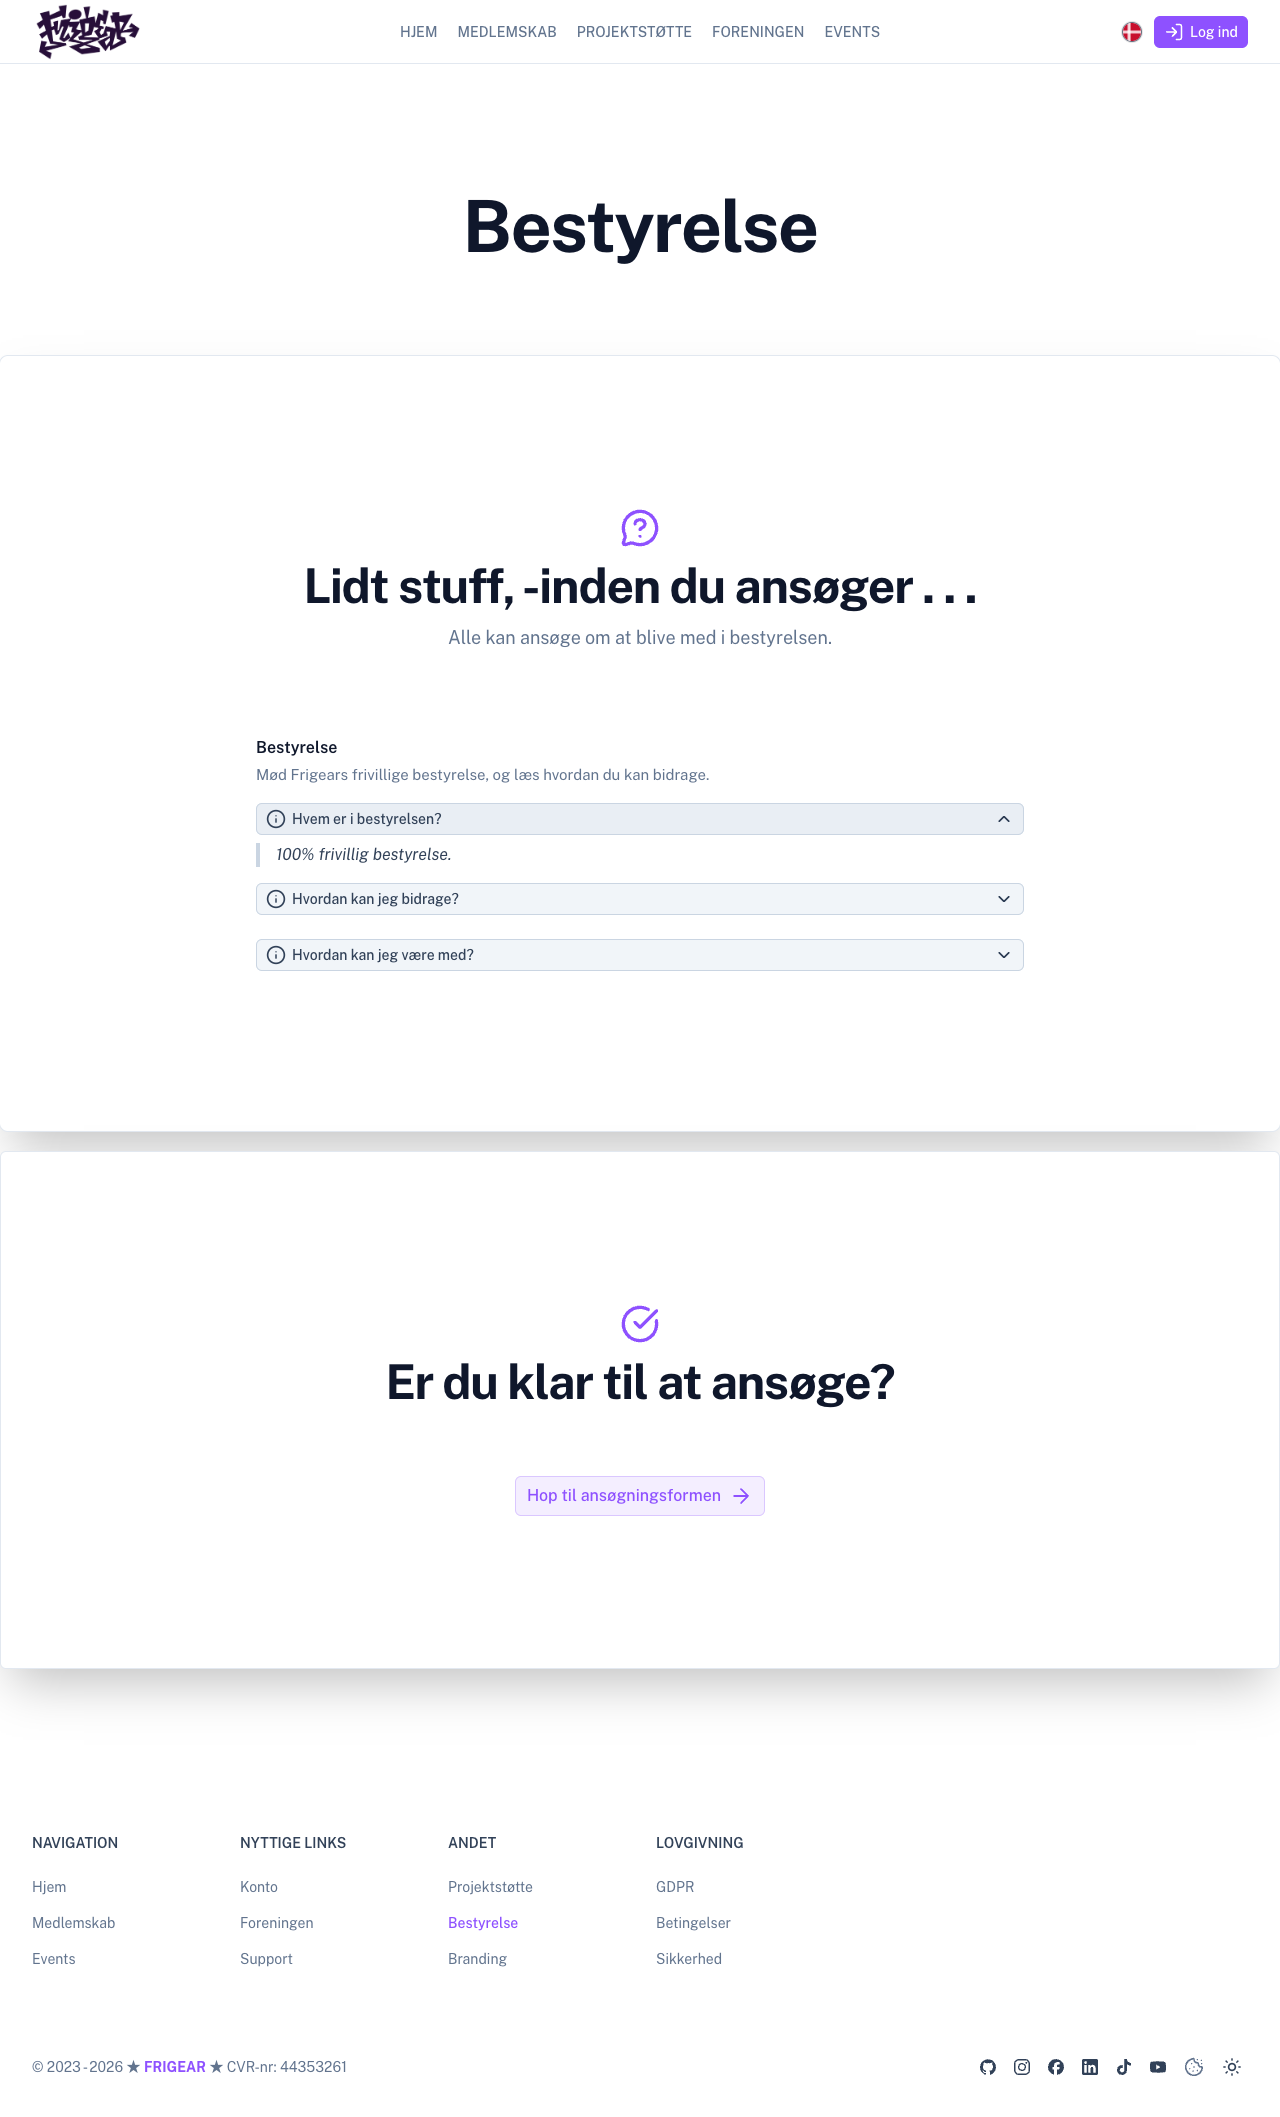 Frigear
HJEM MEDLEMSKAB PROJEKTSTØTTE FORENINGEN EVENTS
Log ind
Bestyrelse
Lidt stuff, -inden du ansøger . . .
Alle kan ansøge om at blive med i bestyrelsen.
Bestyrelse
Mød Frigears frivillige bestyrelse, og læs hvordan du kan bidrage.
Hvem er i bestyrelsen?
100% frivillig bestyrelse.
Hvordan kan jeg bidrage?
Hvordan kan jeg være med?
Er du klar til at ansøge?
Hop til ansøgningsformen
NAVIGATION
Hjem
Medlemskab
Events
NYTTIGE LINKS
Konto
Foreningen
Support
ANDET
Projektstøtte
Bestyrelse
Branding
LOVGIVNING
GDPR
Betingelser
Sikkerhed
© 2023 - 2026 ★ FRIGEAR ★ CVR-nr: 44353261